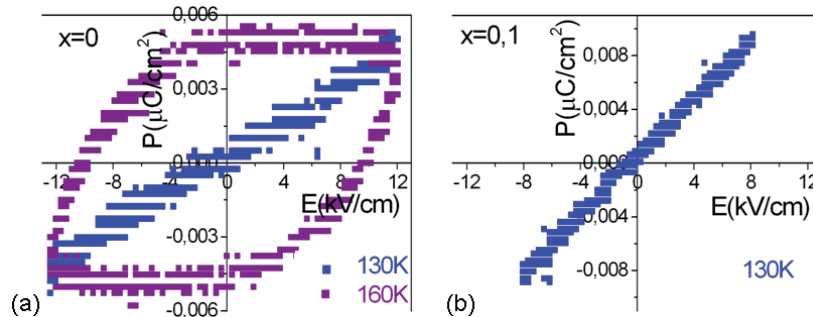 x=0
P(μC/cm²)
0,006
0,003
0,000
-0,003
-0,006
-12 -8 -4 0 4 8 12
E(kV/cm)
130K
160K
(a)
x=0,1
P(μC/cm²)
0,008
0,004
0,000
-0,004
-0,008
-12 -8 -4 0 4 8 12
E(kV/cm)
130K
(b)